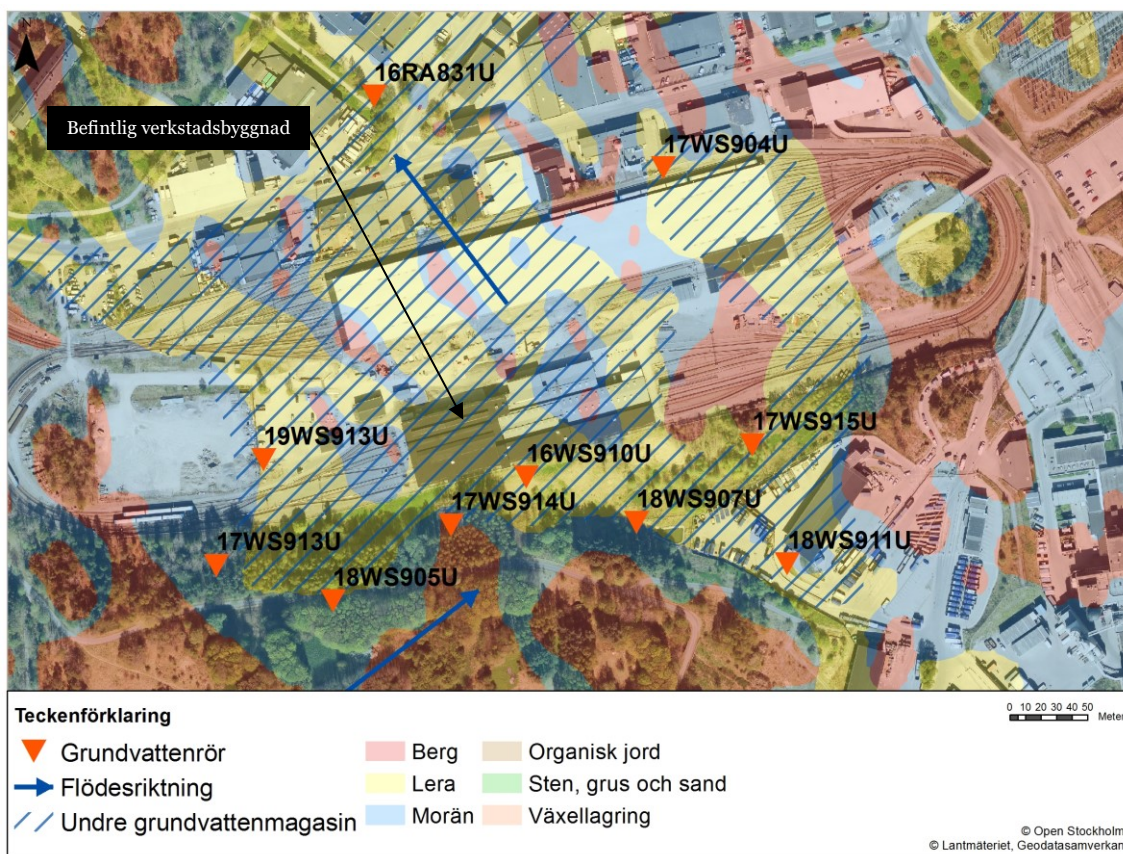 N
16RA831U
Befintlig verkstadsbyggnad
17WS904U
17WS915U
19WS913U
16WS910U
18WS907U
17WS914U
18WS911U
17WS913U
18WS905U
Teckenförklaring
Grundvattenrör
Flödesriktning
Undre grundvattenmagasin
Berg
Lera
Morän
Organisk jord
Sten, grus och sand
Växellagring
0 10 20 30 40 50
Meter
© Open Stockholm
© Lantmäteriet, Geodatasamverkan